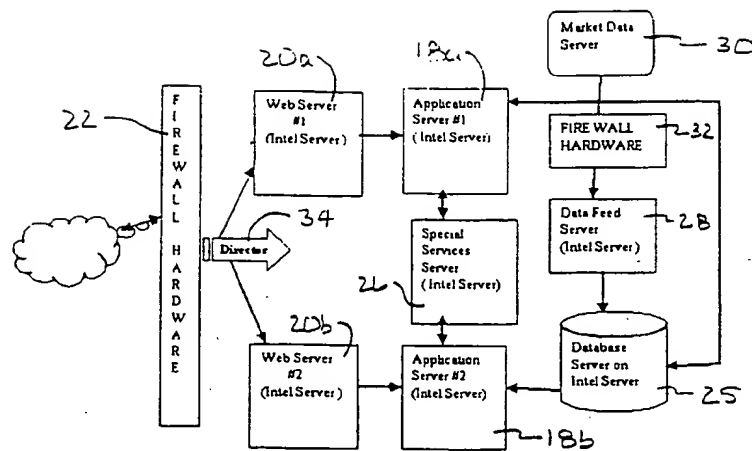 20a
18a
Market Data
Server
30
22
FIREWALL HARDWARE
Web Server
#1
(Intel Server)
Application
Server #1
(Intel Server)
FIRE WALL
HARDWARE
32
34
Director
Special
Services
Server
(Intel Server)
26
Data Feed
Server
(Intel Server)
28
20b
Web Server
#2
(Intel Server)
Application
Server #2
(Intel Server)
18b
Database
Server on
Intel Server
25